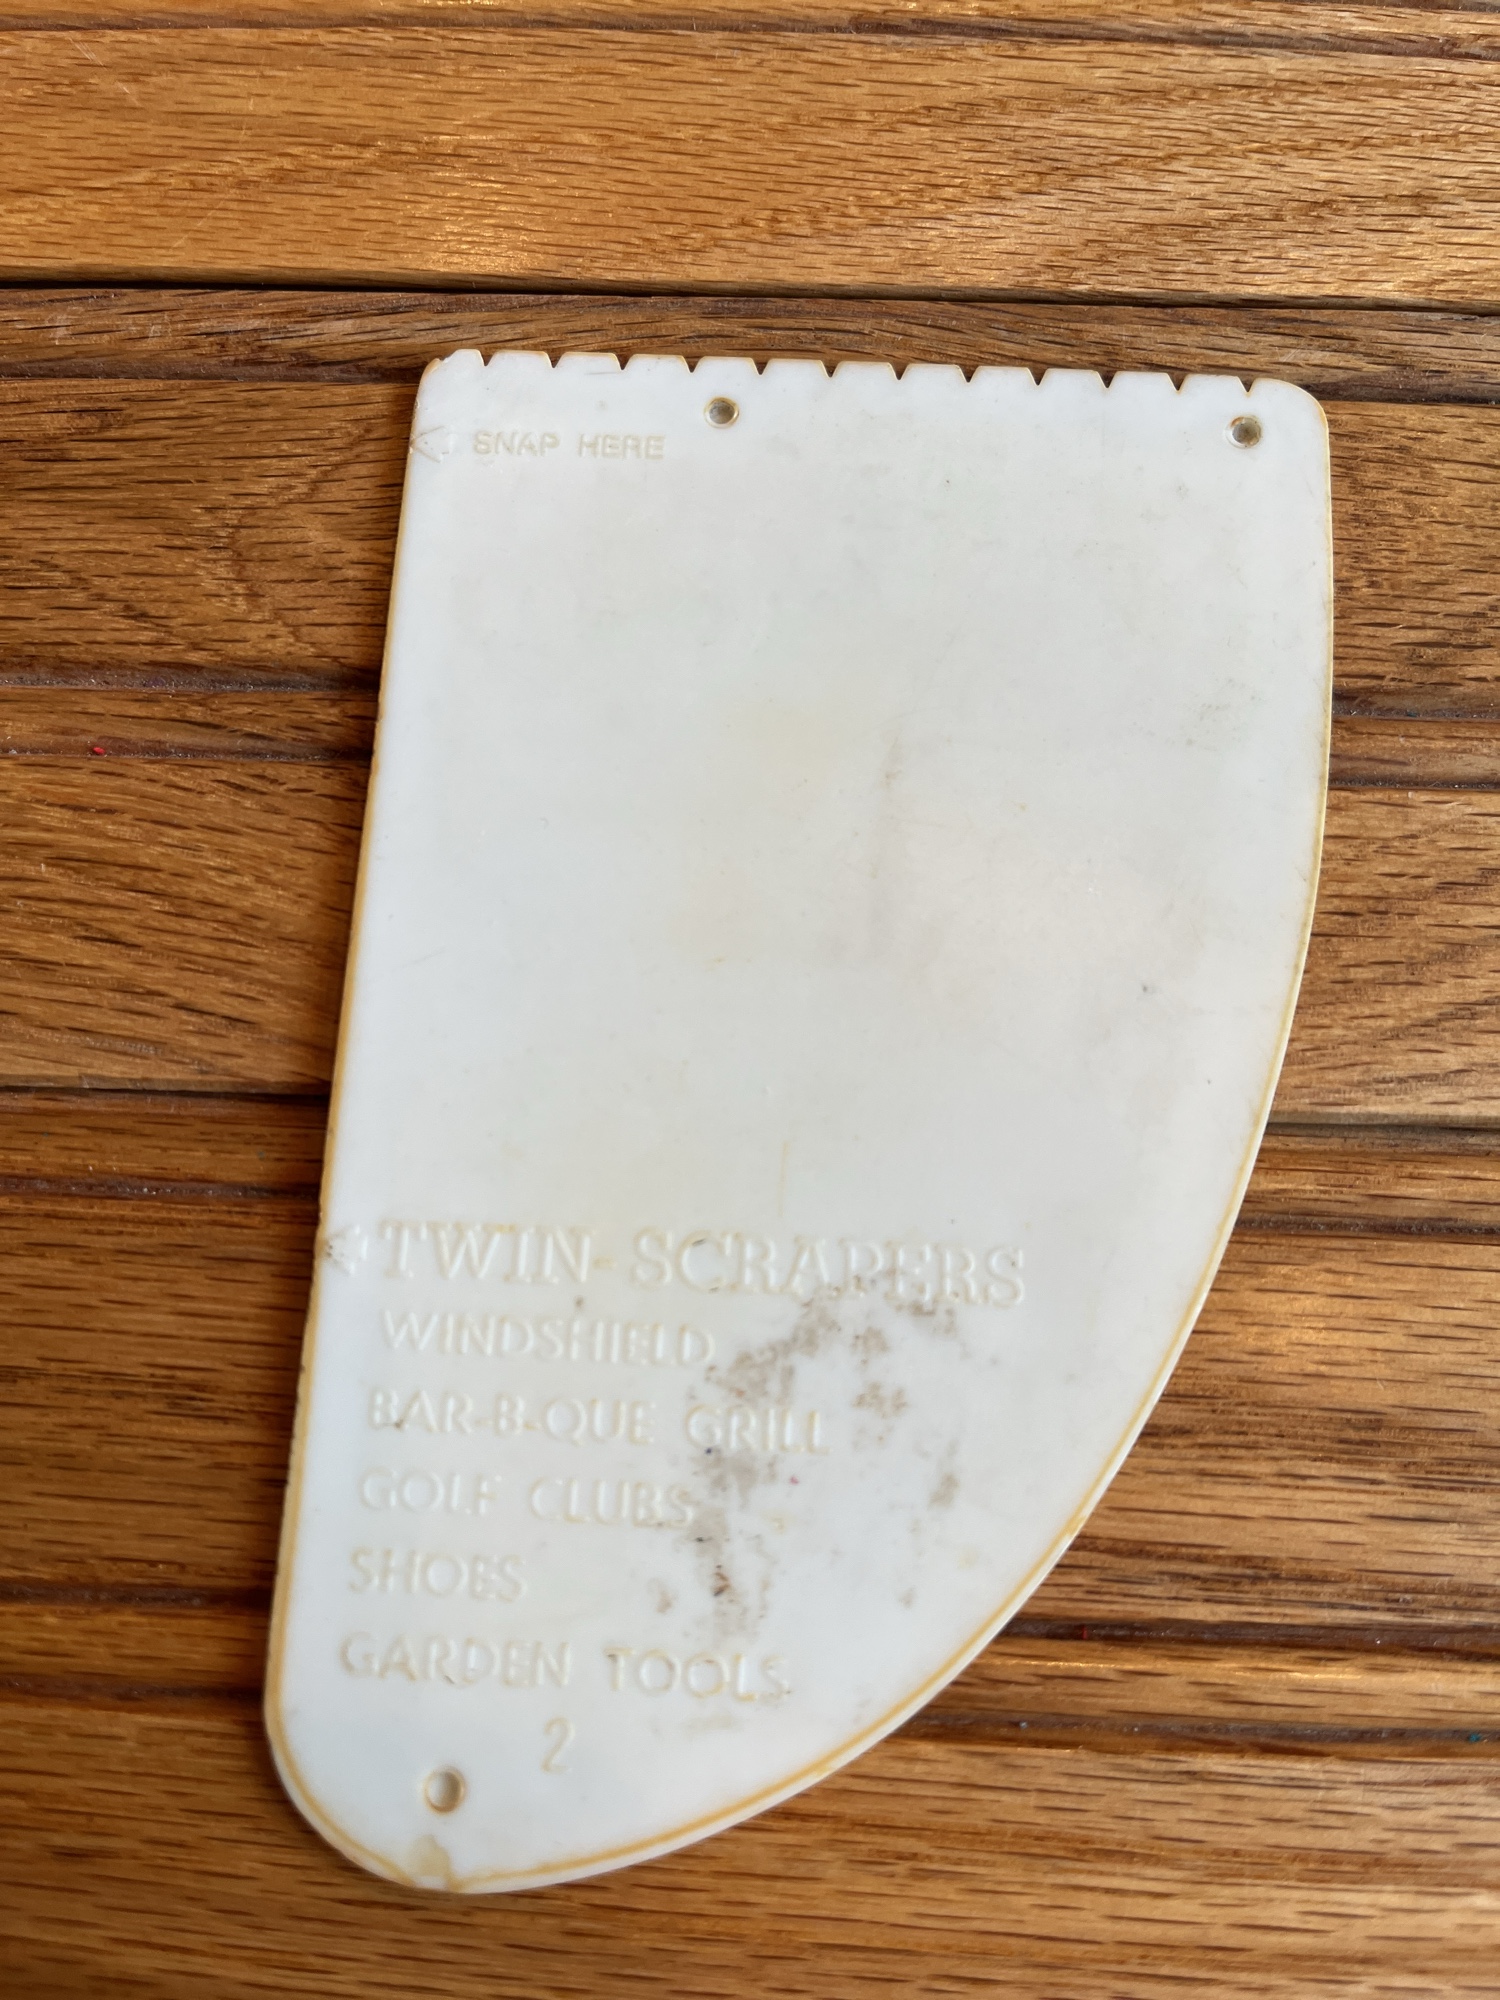 SNAP HERE
TWIN-SCRAPERS
WINDSHIELD
BAR-B-QUE GRILL
GOLF CLUBS
SHOES
GARDEN TOOLS
2